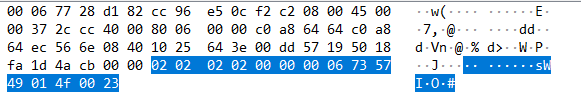 00 06 77 28 d1 82 cc 96 e5 0c f2 c2 08 00 45 00 ··w(···· ······E·
00 37 2c cc 40 00 80 06 00 00 c0 a8 64 64 c0 a8 ·7,·@··· ····dd··
64 ec 56 6e 08 40 10 25 64 3e 00 dd 57 19 50 18 d·Vn·@·% d>··W·P·
fa 1d 4a cb 00 00 02 02 02 02 00 00 00 06 73 57 ··J····· ······sW
49 01 4f 00 23 I·O·#